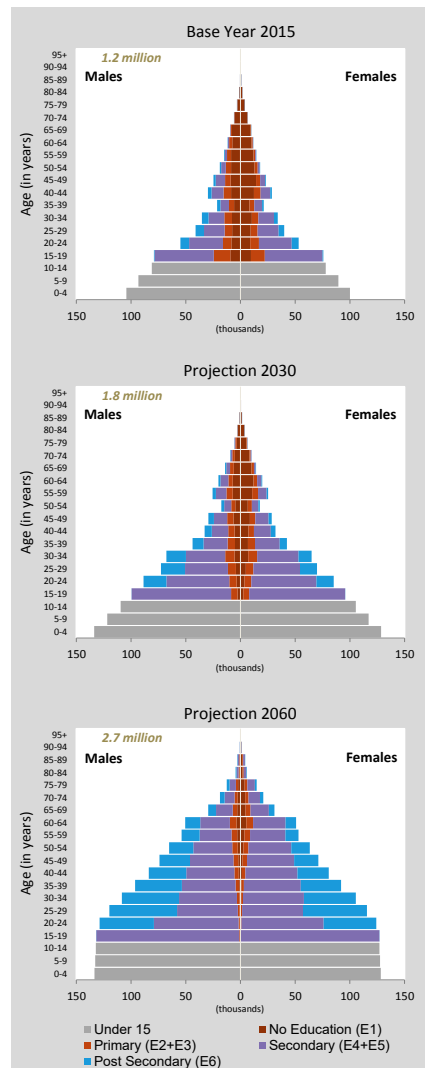 Base Year 2015
1.2 million
Males
Females
Age (in years)
95+
90-94
85-89
80-84
75-79
70-74
65-69
60-64
55-59
50-54
45-49
40-44
35-39
30-34
25-29
20-24
15-19
10-14
5-9
0-4
150 100 50 0 50 100 150
(thousands)
Projection 2030
1.8 million
Males
Females
Age (in years)
95+
90-94
85-89
80-84
75-79
70-74
65-69
60-64
55-59
50-54
45-49
40-44
35-39
30-34
25-29
20-24
15-19
10-14
5-9
0-4
150 100 50 0 50 100 150
(thousands)
Projection 2060
2.7 million
Males
Females
Age (in years)
95+
90-94
85-89
80-84
75-79
70-74
65-69
60-64
55-59
50-54
45-49
40-44
35-39
30-34
25-29
20-24
15-19
10-14
5-9
0-4
150 100 50 0 50 100 150
(thousands)
Under 15 No Education (E1)
Primary (E2+E3) Secondary (E4+E5)
Post Secondary (E6)